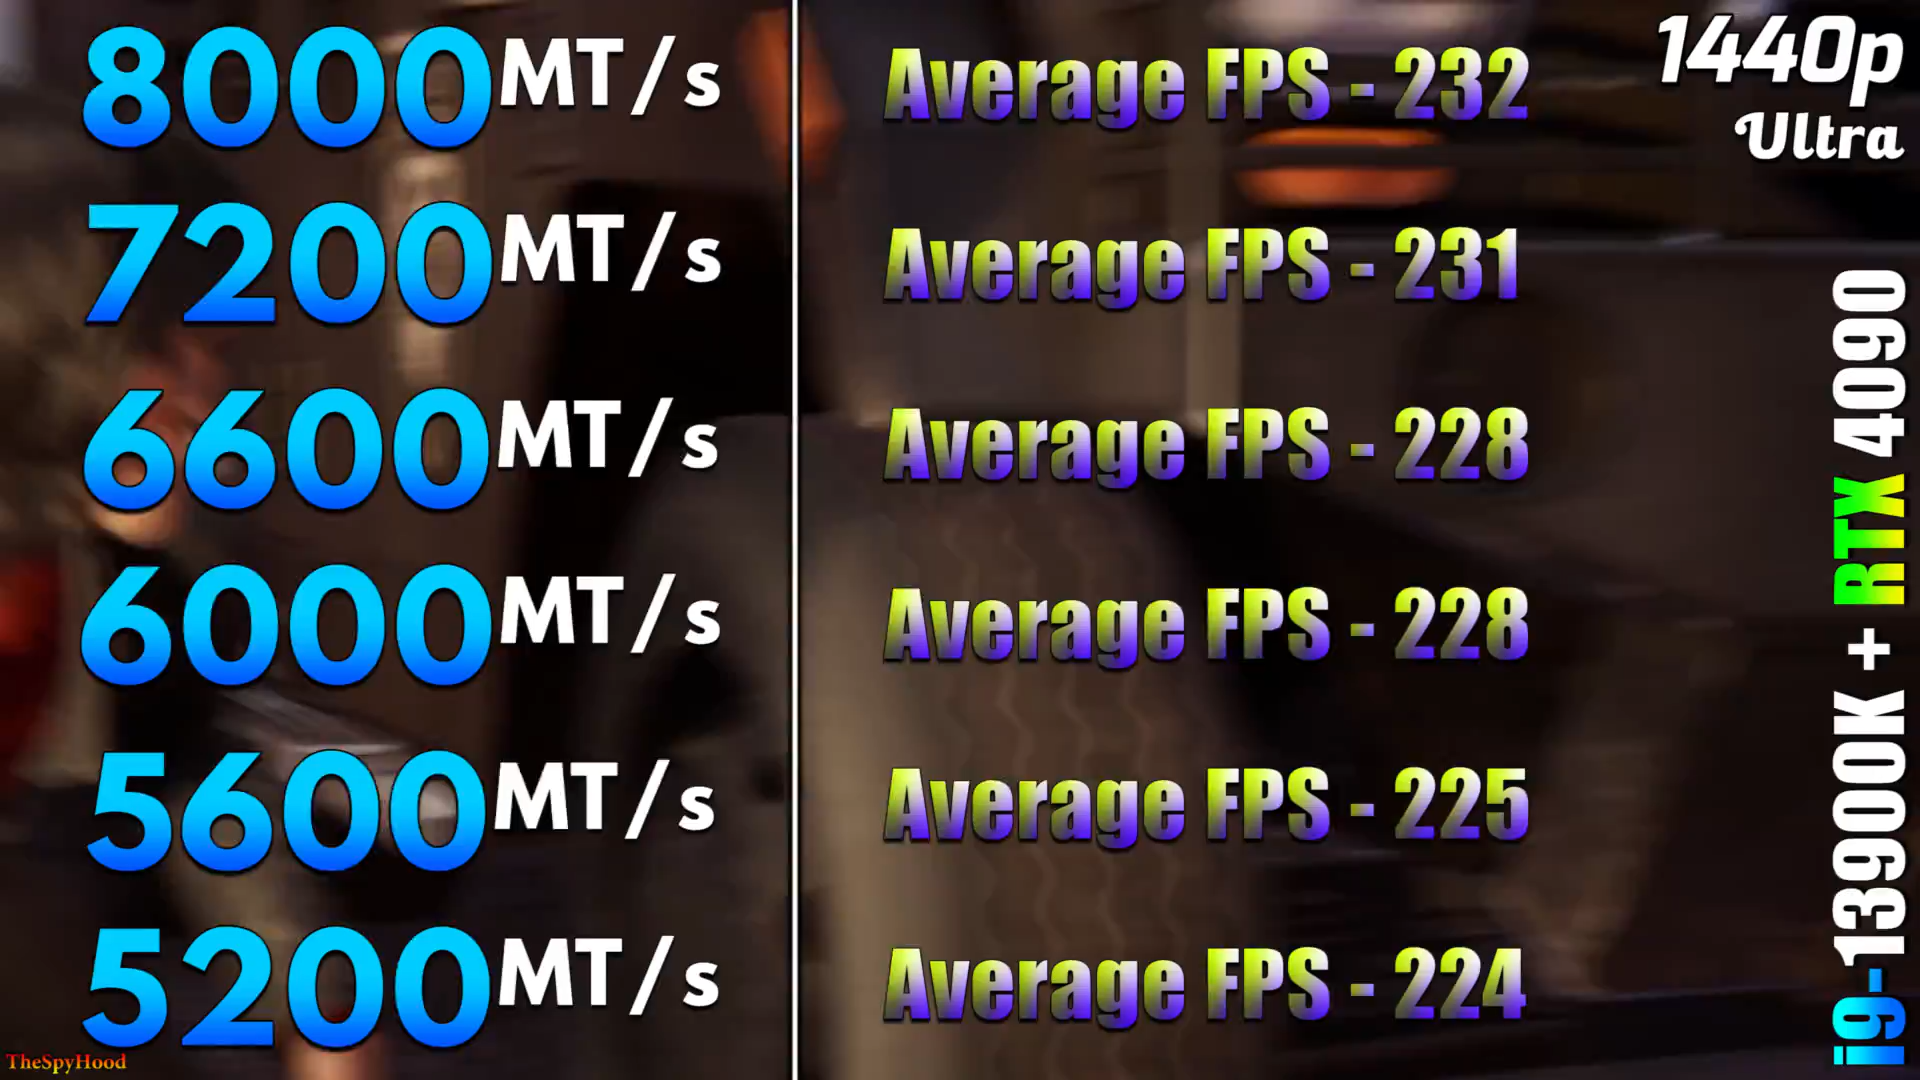 8000MT/s Average FPS - 232
7200MT/s Average FPS - 231
6600MT/s Average FPS - 228
6000MT/s Average FPS - 228
5600MT/s Average FPS - 225
5200MT/s Average FPS - 224
1440p
Ultra
i9-13900K + RTX 4090
TheSpyHood